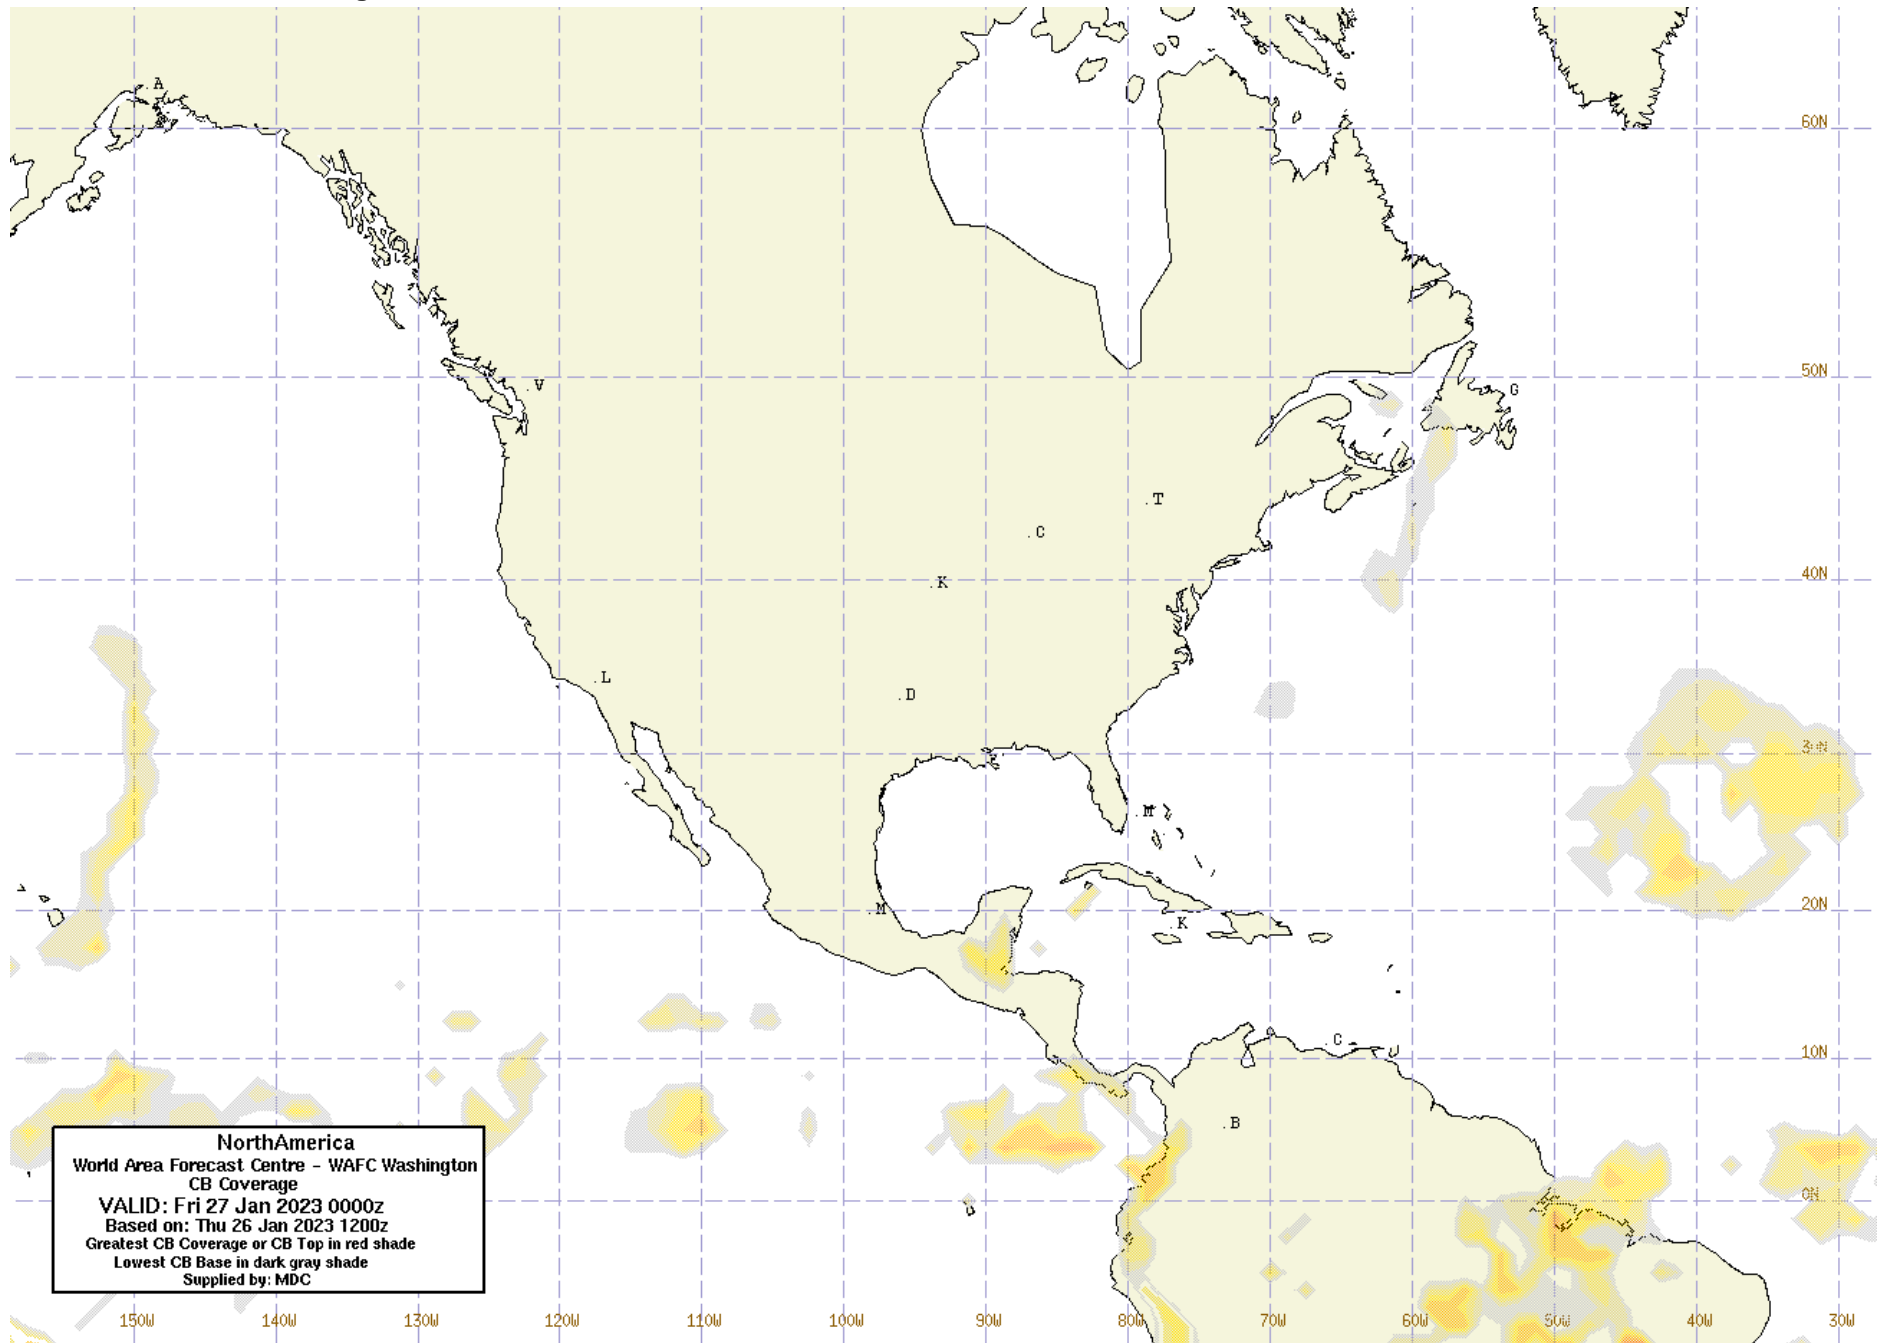 A
60N
50N
V
G
T
C
40N
K
L
D
30N
M
20N
M
K
10N
C
B
0N
NorthAmerica
World Area Forecast Centre - WAFC Washington
CB Coverage
VALID: Fri 27 Jan 2023 0000z
Based on: Thu 26 Jan 2023 1200z
Greatest CB Coverage or CB Top in red shade
Lowest CB Base in dark gray shade
Supplied by: MDC
150W 140W 130W 120W 110W 100W 90W 80W 70W 60W 50W 40W 30W